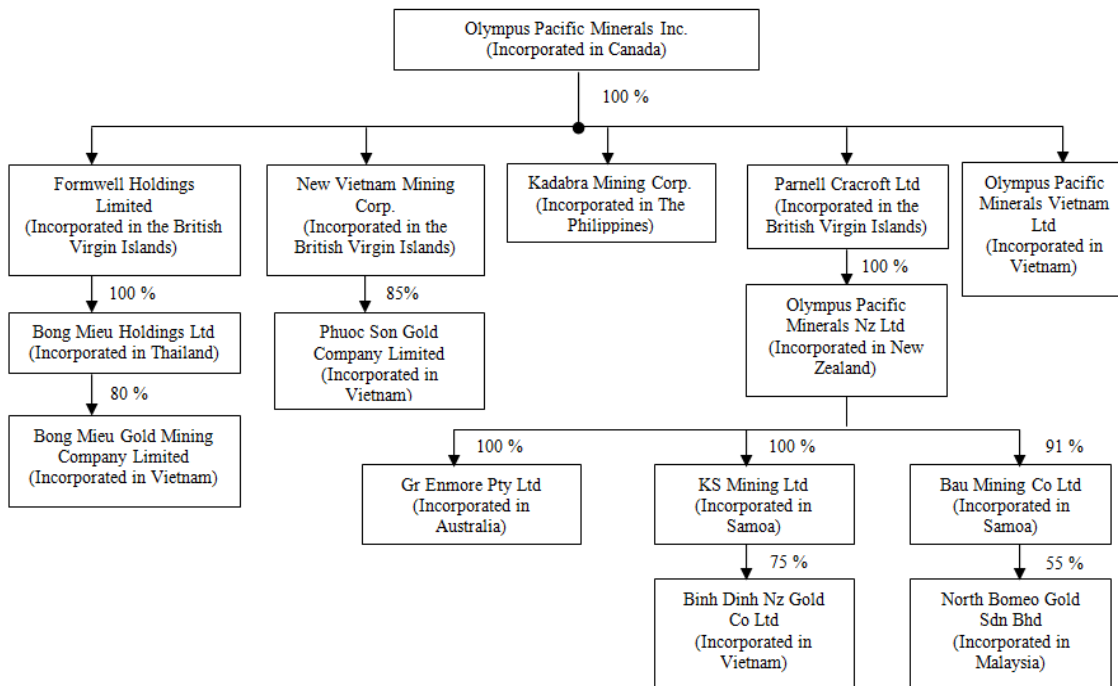 Olympus Pacific Minerals Inc.
(Incorporated in Canada)
100 %
Formwell Holdings
Limited
(Incorporated in the British
Virgin Islands)
New Vietnam Mining
Corp.
(Incorporated in the
British Virgin Islands)
Kadabra Mining Corp.
(Incorporated in The
Philippines)
Parnell Cracroft Ltd
(Incorporated in the
British Virgin Islands)
Olympus Pacific
Minerals Vietnam
Ltd
(Incorporated in
Vietnam)
100 %
85%
100 %
Bong Mieu Holdings Ltd
(Incorporated in Thailand)
Phuoc Son Gold
Company Limited
(Incorporated in
Vietnam)
Olympus Pacific
Minerals Nz Ltd
(Incorporated in New
Zealand)
80 %
Bong Mieu Gold Mining
Company Limited
(Incorporated in Vietnam)
100 %
100 %
91 %
Gr Enmore Pty Ltd
(Incorporated in
Australia)
KS Mining Ltd
(Incorporated in
Samoa)
Bau Mining Co Ltd
(Incorporated in
Samoa)
75 %
55 %
Binh Dinh Nz Gold
Co Ltd
(Incorporated in
Vietnam)
North Borneo Gold
Sdn Bhd
(Incorporated in
Malaysia)